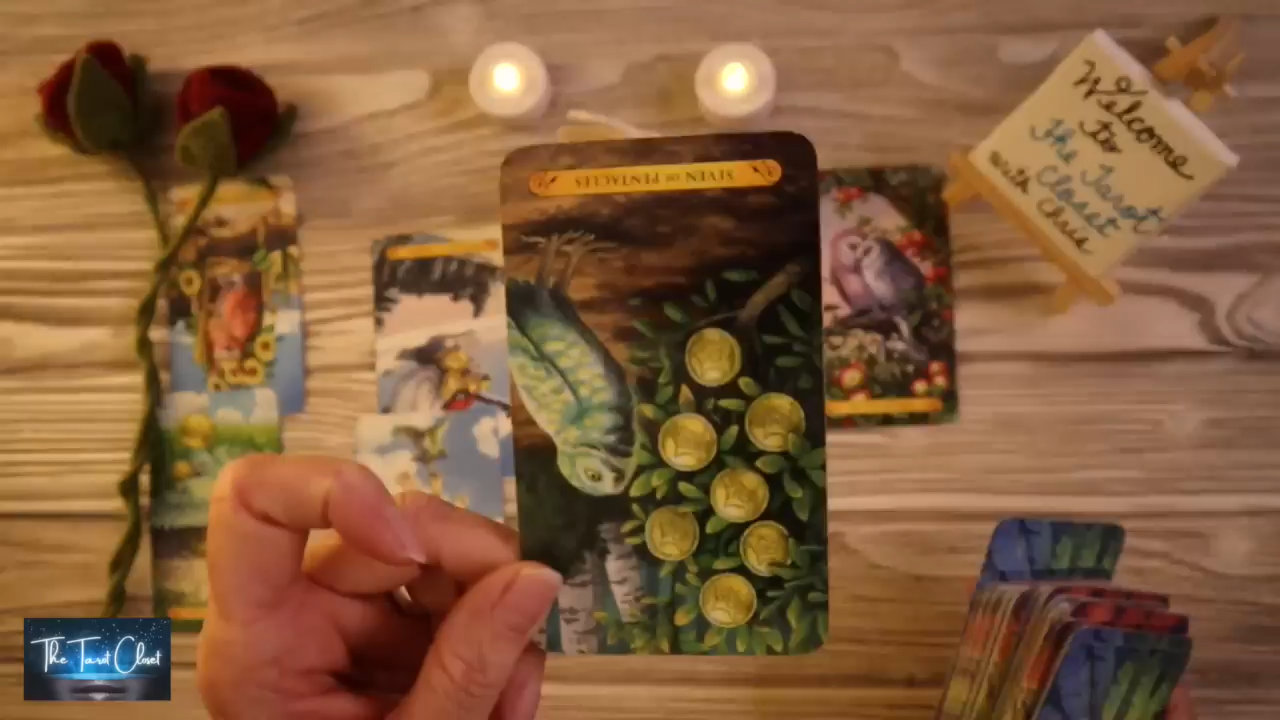 SEVEN OF PENTACLES
Welcome
to
The Tarot
Closet
with Chris
The Tarot Closet